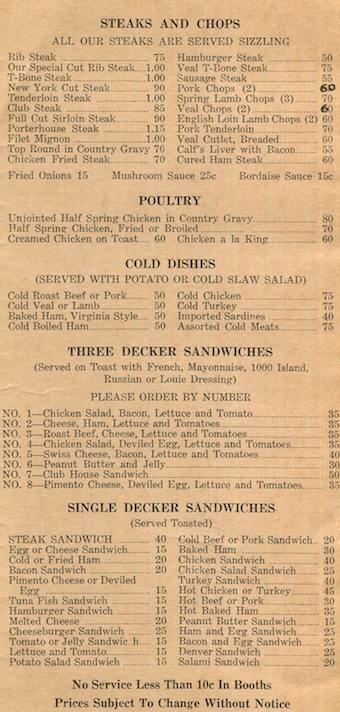 STEAKS AND CHOPS
ALL OUR STEAKS ARE SERVED SIZZLING
Rib Steak 75
Our Special Cut Rib Steak 1.00
T-Bone Steak 1.00
New York Cut Steak 90
Tenderloin Steak 1.00
Club Steak 85
Full Cut Sirloin Steak 90
Porterhouse Steak 1.15
Filet Mignon 1.00
Top Round in Country Gravy 70
Chicken Fried Steak 70
Hamburger Steak 50
Veal T-Bone Steak 75
Sausage Steak 55
Pork Chops (2) 60
Spring Lamb Chops (3) 70
Veal Chops (2) 60
English Loin Lamb Chops (2) 60
Pork Tenderloin 70
Veal Cutlet, Breaded 60
Calf's Liver with Bacon 55
Cured Ham Steak 60
Fried Onions 15 Mushroom Sauce 25c Bordaise Sauce 15c
POULTRY
Unjointed Half Spring Chicken in Country Gravy 80
Half Spring Chicken, Fried or Broiled 70
Creamed Chicken on Toast 60 Chicken a la King 60
COLD DISHES
(SERVED WITH POTATO OR COLD SLAW SALAD)
Cold Roast Beef or Pork 50
Cold Veal or Lamb 50
Baked Ham, Virginia Style 50
Cold Boiled Ham 50
Cold Chicken 75
Cold Turkey 75
Imported Sardines 40
Assorted Cold Meats 75
THREE DECKER SANDWICHES
(Served on Toast with French, Mayonnaise, 1000 Island,
Russian or Louie Dressing)
PLEASE ORDER BY NUMBER
NO. 1—Chicken Salad, Bacon, Lettuce and Tomato 35
NO. 2—Cheese, Ham, Lettuce and Tomatoes 35
NO. 3—Roast Beef, Cheese, Lettuce and Tomatoes 35
NO. 4—Chicken Salad, Deviled Egg, Lettuce and Tomatoes 35
NO. 5—Swiss Cheese, Bacon, Lettuce and Tomatoes 40
NO. 6—Peanut Butter and Jelly 30
NO. 7—Club House Sandwich 50
NO. 8—Pimento Cheese, Deviled Egg, Lettuce and Tomatoes 35
SINGLE DECKER SANDWICHES
(Served Toasted)
STEAK SANDWICH 40
Egg or Cheese Sandwich 15
Cold or Fried Ham 20
Bacon Sandwich 20
Pimento Cheese or Deviled
Egg 15
Tuna Fish Sandwich 15
Hamburger Sandwich 15
Melted Cheese 20
Cheeseburger Sandwich 25
Tomato or Jelly Sandwic h 15
Lettuce and Tomato 15
Potato Salad Sandwich 15
Cold Beef or Pork Sandwich 20
Baked Ham 30
Chicken Sandwich 40
Chicken Salad Sandwich 25
Turkey Sandwich 40
Hot Chicken or Turkey 45
Hot Beef or Pork 30
Hot Baked Ham 35
Peanut Butter Sandwich 15
Ham and Egg Sandwich 25
Bacon and Egg Sandwich 25
Denver Sandwich 25
Salami Sandwich 20
No Service Less Than 10c In Booths
Prices Subject To Change Without Notice